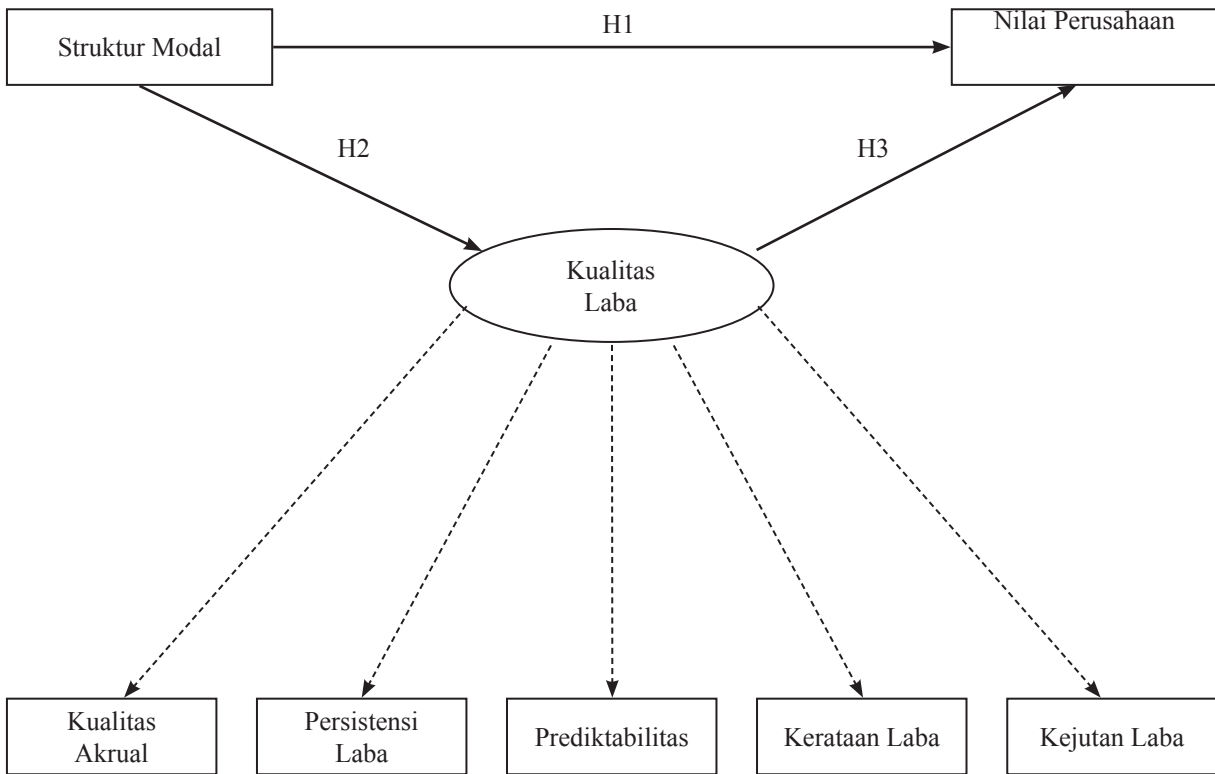 Struktur Modal
H1
Nilai Perusahaan
H2
H3
Kualitas
Laba
Kualitas
Akrual
Persistensi
Laba
Prediktabilitas
Kerataan Laba
Kejutan Laba